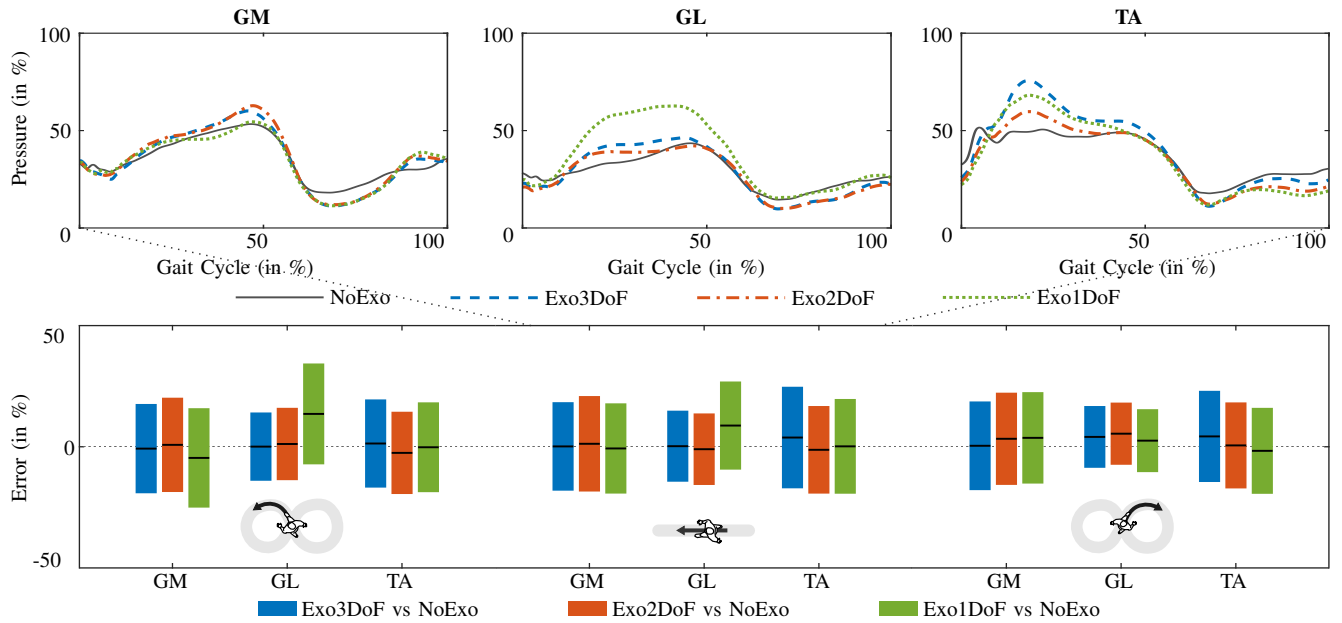 GM GL TA
100 100 100
Pressure (in %)
50 50 50
0 0 0
50 100 50 100 50 100
Gait Cycle (in %) Gait Cycle (in %) Gait Cycle (in %)
NoExo Exo3DoF Exo2DoF Exo1DoF
50
Error (in %)
0
-50
GM GL TA GM GL TA GM GL TA
Exo3DoF vs NoExo Exo2DoF vs NoExo Exo1DoF vs NoExo